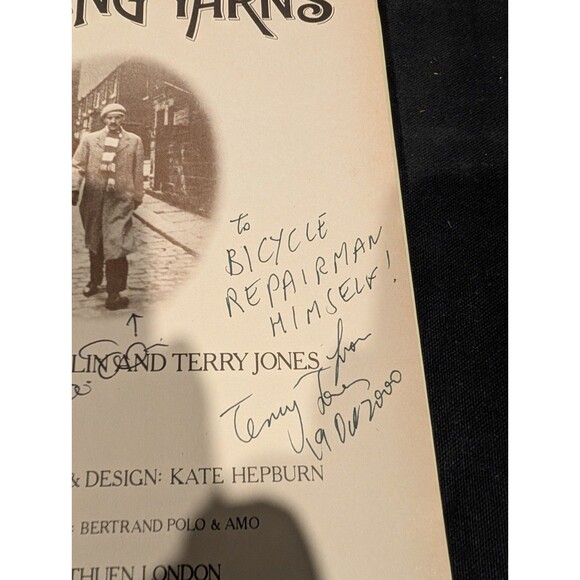 NG YARNS
to
BICYCLE
REPAIRMAN
HIMSELF!
LIN AND TERRY JONES
from
Terry Jones
19 Oct 2000
& DESIGN: KATE HEPBURN
: BERTRAND POLO & AMO
THUEN LONDON